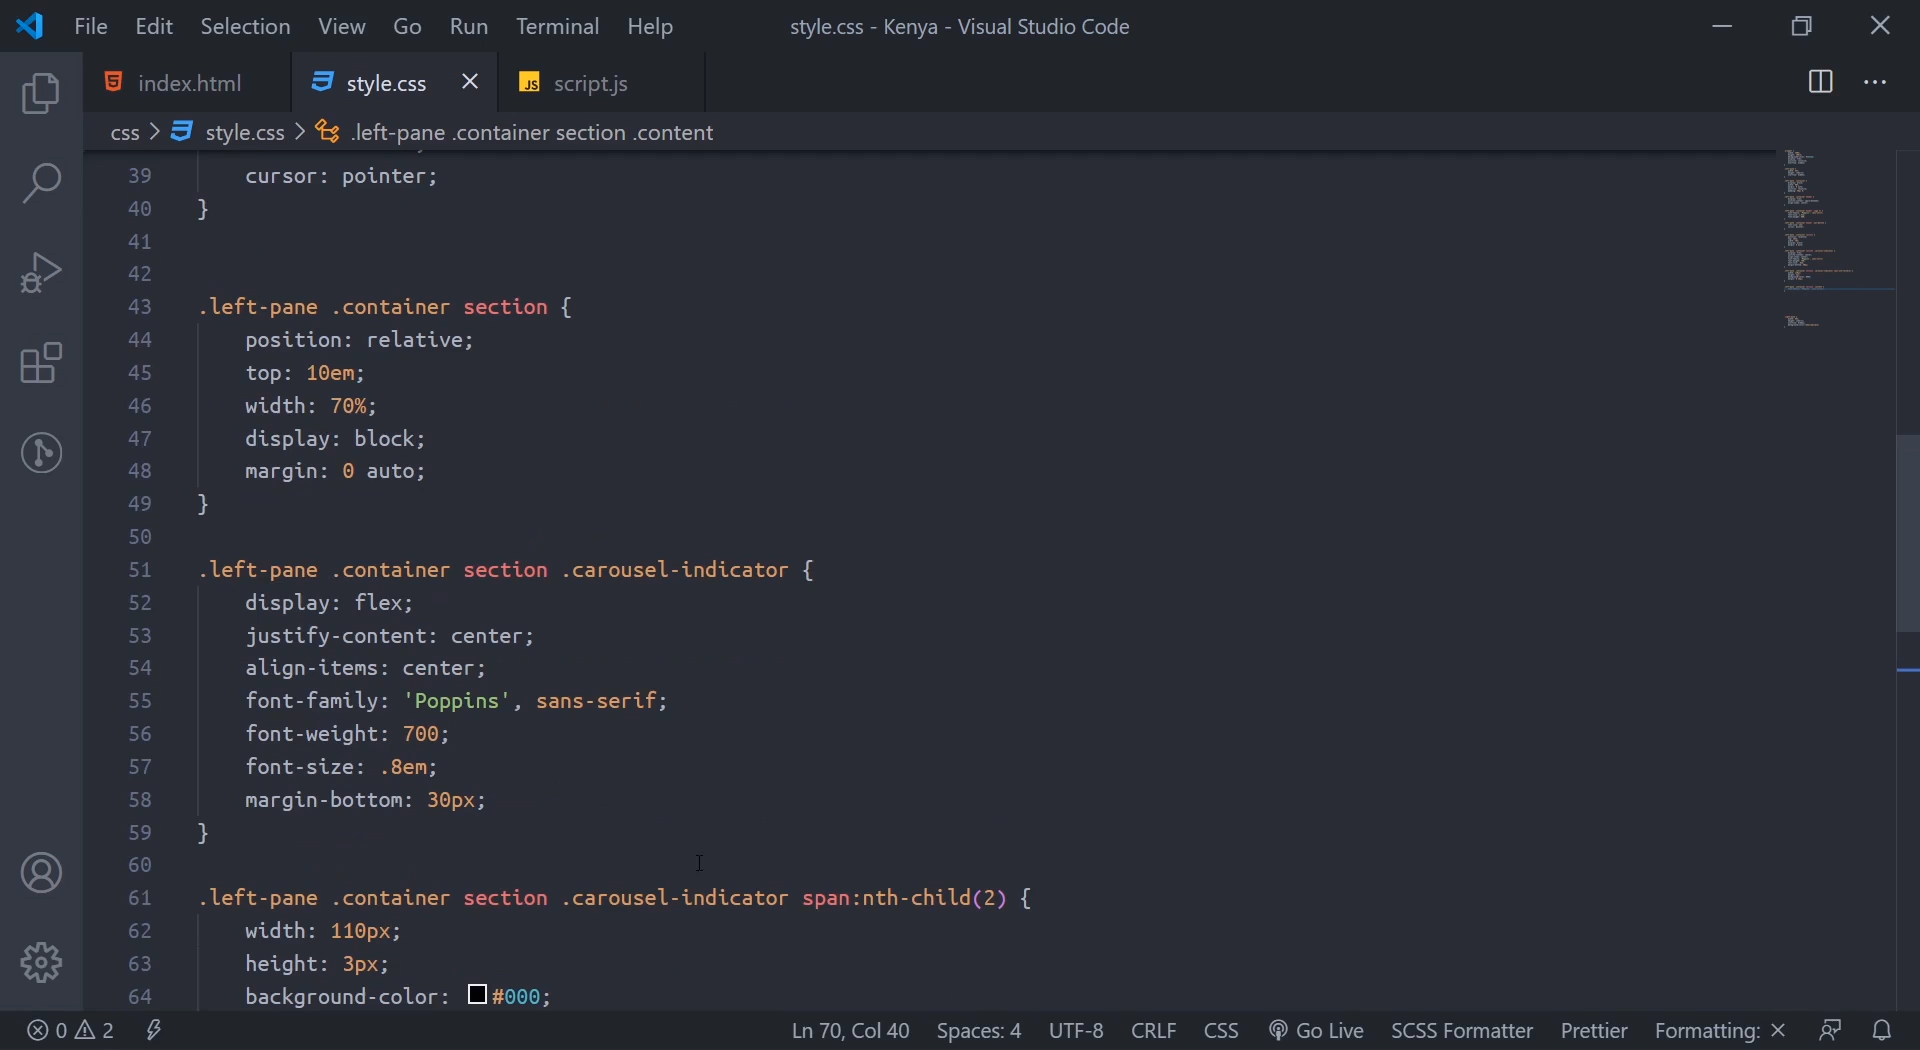 File Edit Selection View Go Run Terminal Help style.css - Kenya - Visual Studio Code
index.html style.css JS script.js
css > style.css > .left-pane .container section .content
39 cursor: pointer;
40 }
41
42
43 .left-pane .container section {
44 position: relative;
45 top: 10em;
46 width: 70%;
47 display: block;
48 margin: 0 auto;
49 }
50
51 .left-pane .container section .carousel-indicator {
52 display: flex;
53 justify-content: center;
54 align-items: center;
55 font-family: 'Poppins', sans-serif;
56 font-weight: 700;
57 font-size: .8em;
58 margin-bottom: 30px;
59 }
60
61 .left-pane .container section .carousel-indicator span:nth-child(2) {
62 width: 110px;
63 height: 3px;
64 background-color: #000;
0 2 Ln 70, Col 40 Spaces: 4 UTF-8 CRLF CSS Go Live SCSS Formatter Prettier Formatting: ×